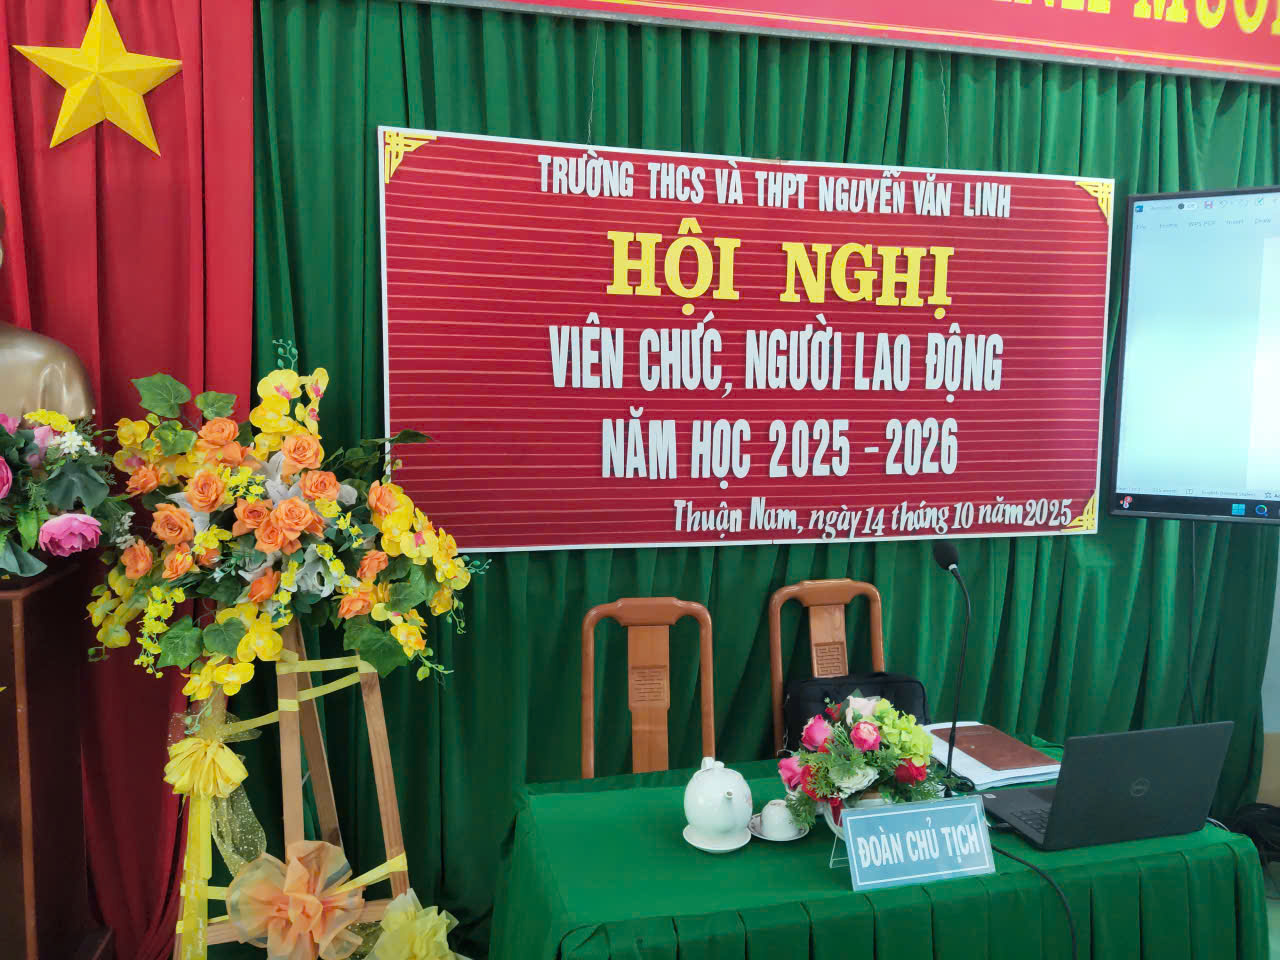 TRƯỜNG THCS VÀ THPT NGUYỄN VĂN LINH
HỘI NGHỊ
VIÊN CHỨC, NGƯỜI LAO ĐỘNG
NĂM HỌC 2025 - 2026
Thuận Nam, ngày 14 tháng 10 năm 2025
ĐOÀN CHỦ TỊCH
DELL